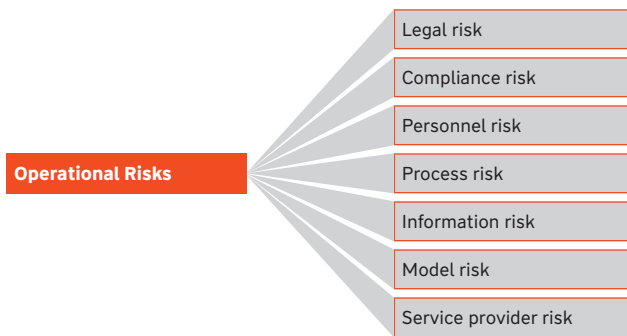 Legal risk
Compliance risk
Personnel risk
Operational Risks
Process risk
Information risk
Model risk
Service provider risk